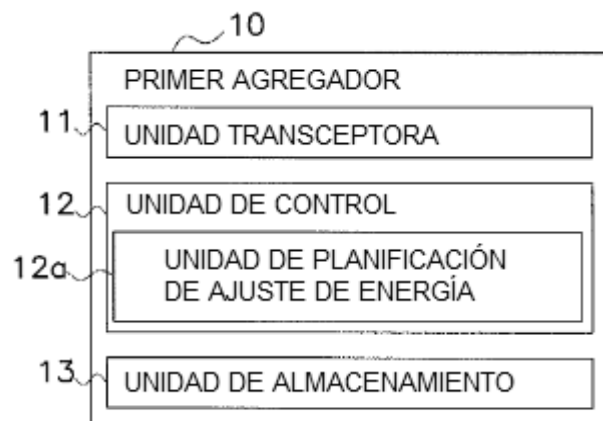 10
PRIMER AGREGADOR
11
UNIDAD TRANSCEPTORA
12
UNIDAD DE CONTROL
12a
UNIDAD DE PLANIFICACIÓN
DE AJUSTE DE ENERGÍA
13
UNIDAD DE ALMACENAMIENTO